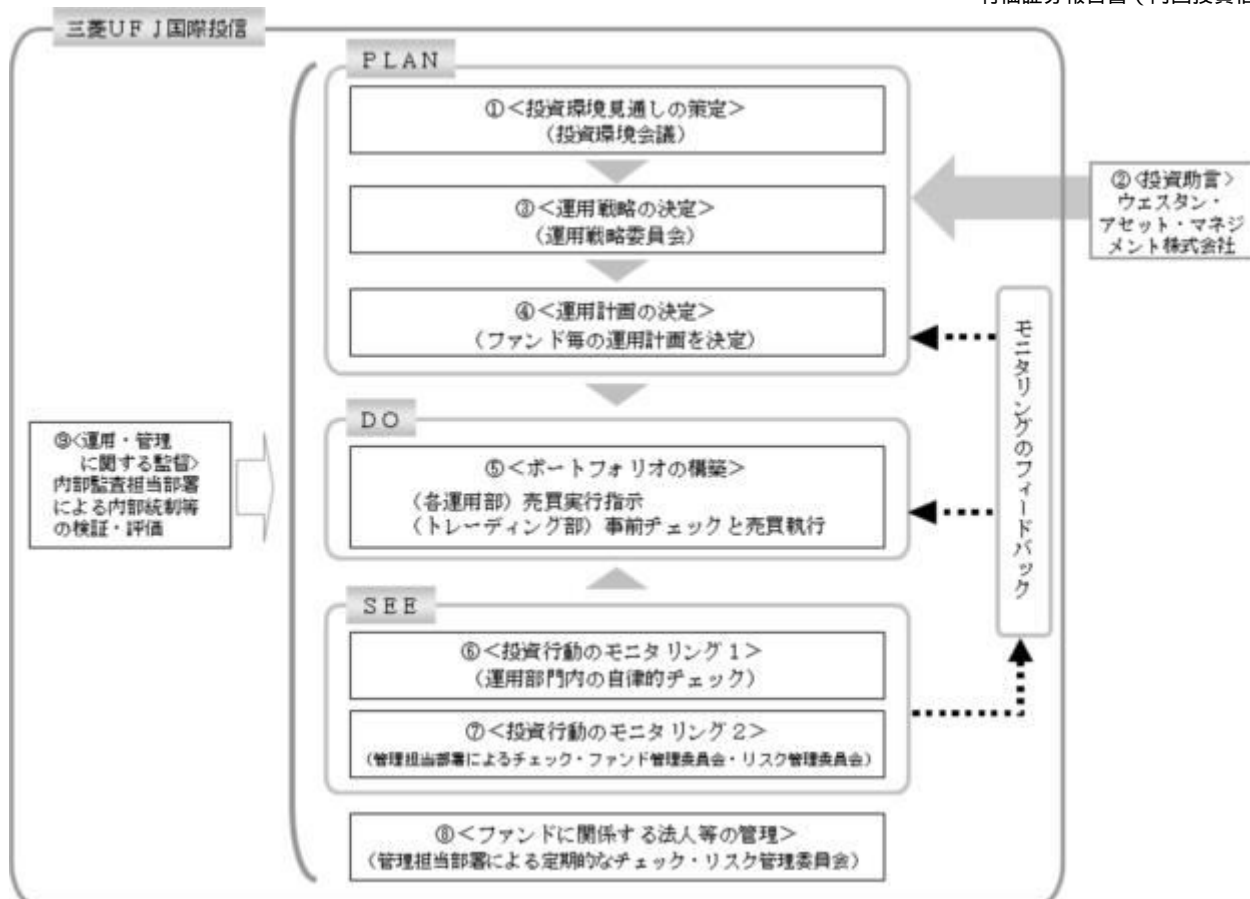 三菱UFJ国際投信
PLAN
①<投資環境見通しの策定>
(投資環境会議)
②<投資助言>
ウェスタン・
アセット・マネジ
メント株式会社
③<運用戦略の決定>
(運用戦略委員会)
④<運用計画の決定>
(ファンド毎の運用計画を決定)
モニタリングのフィードバック
DO
⑤<ポートフォリオの構築>
(各運用部)売買実行指示
(トレーディング部)事前チェックと売買執行
⑨<運用・管理
に関する監督>
内部監査担当部署
による内部統制等
の検証・評価
SEE
⑥<投資行動のモニタリング1>
(運用部門内の自律的チェック)
⑦<投資行動のモニタリング2>
(管理担当部署によるチェック・ファンド管理委員会・リスク管理委員会)
⑧<ファンドに関係する法人等の管理>
(管理担当部署による定期的なチェック・リスク管理委員会)